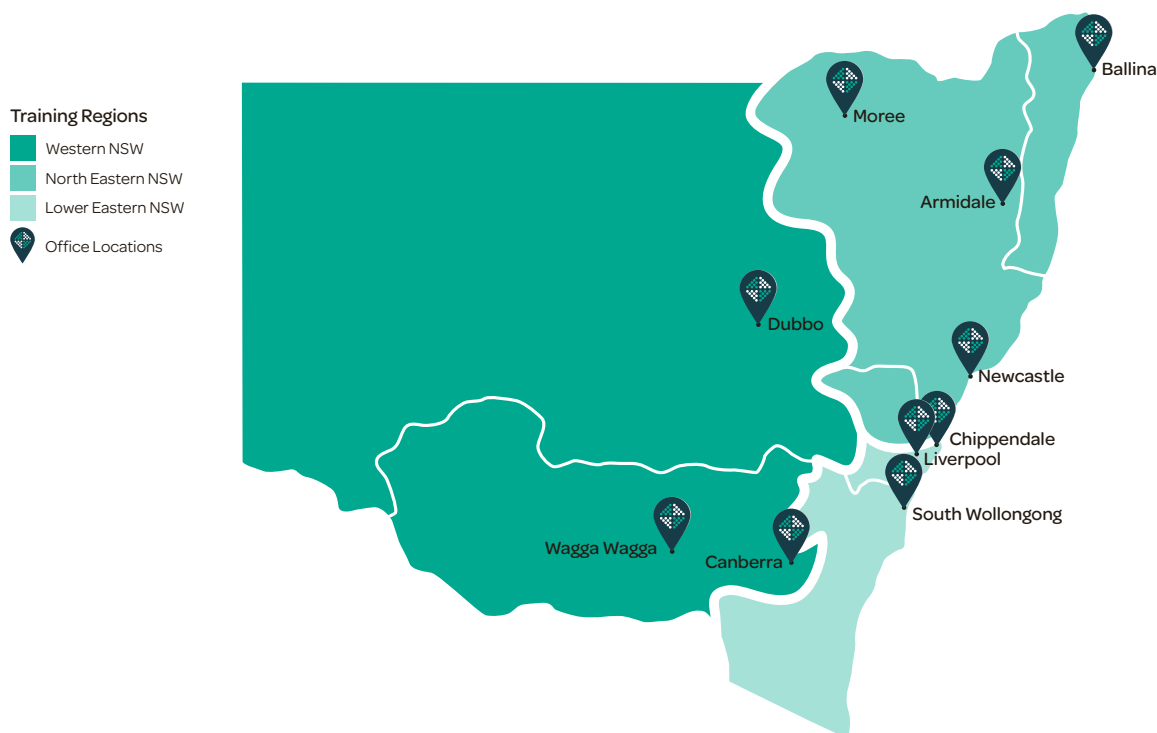 Training Regions
Western NSW
North Eastern NSW
Lower Eastern NSW
Office Locations
Ballina
Moree
Armidale
Dubbo
Newcastle
Chippendale
Liverpool
South Wollongong
Wagga Wagga
Canberra